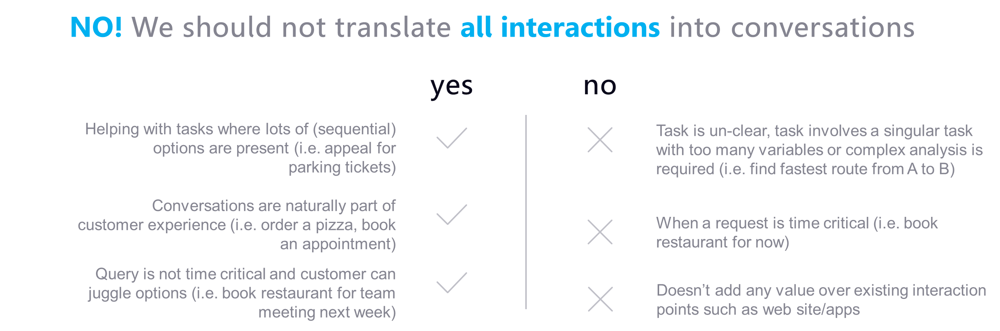 NO! We should not translate all interactions into conversations
yes
Helping with tasks where lots of (sequential)
options are present (i.e. appeal for
parking tickets)
Conversations are naturally part of
customer experience (i.e. order a pizza, book
an appointment)
Query is not time critical and customer can
juggle options (i.e. book restaurant for team
meeting next week)
no
Task is un-clear, task involves a singular task
with too many variables or complex analysis is
required (i.e. find fastest route from A to B)
When a request is time critical (i.e. book
restaurant for now)
Doesn’t add any value over existing interaction
points such as web site/apps